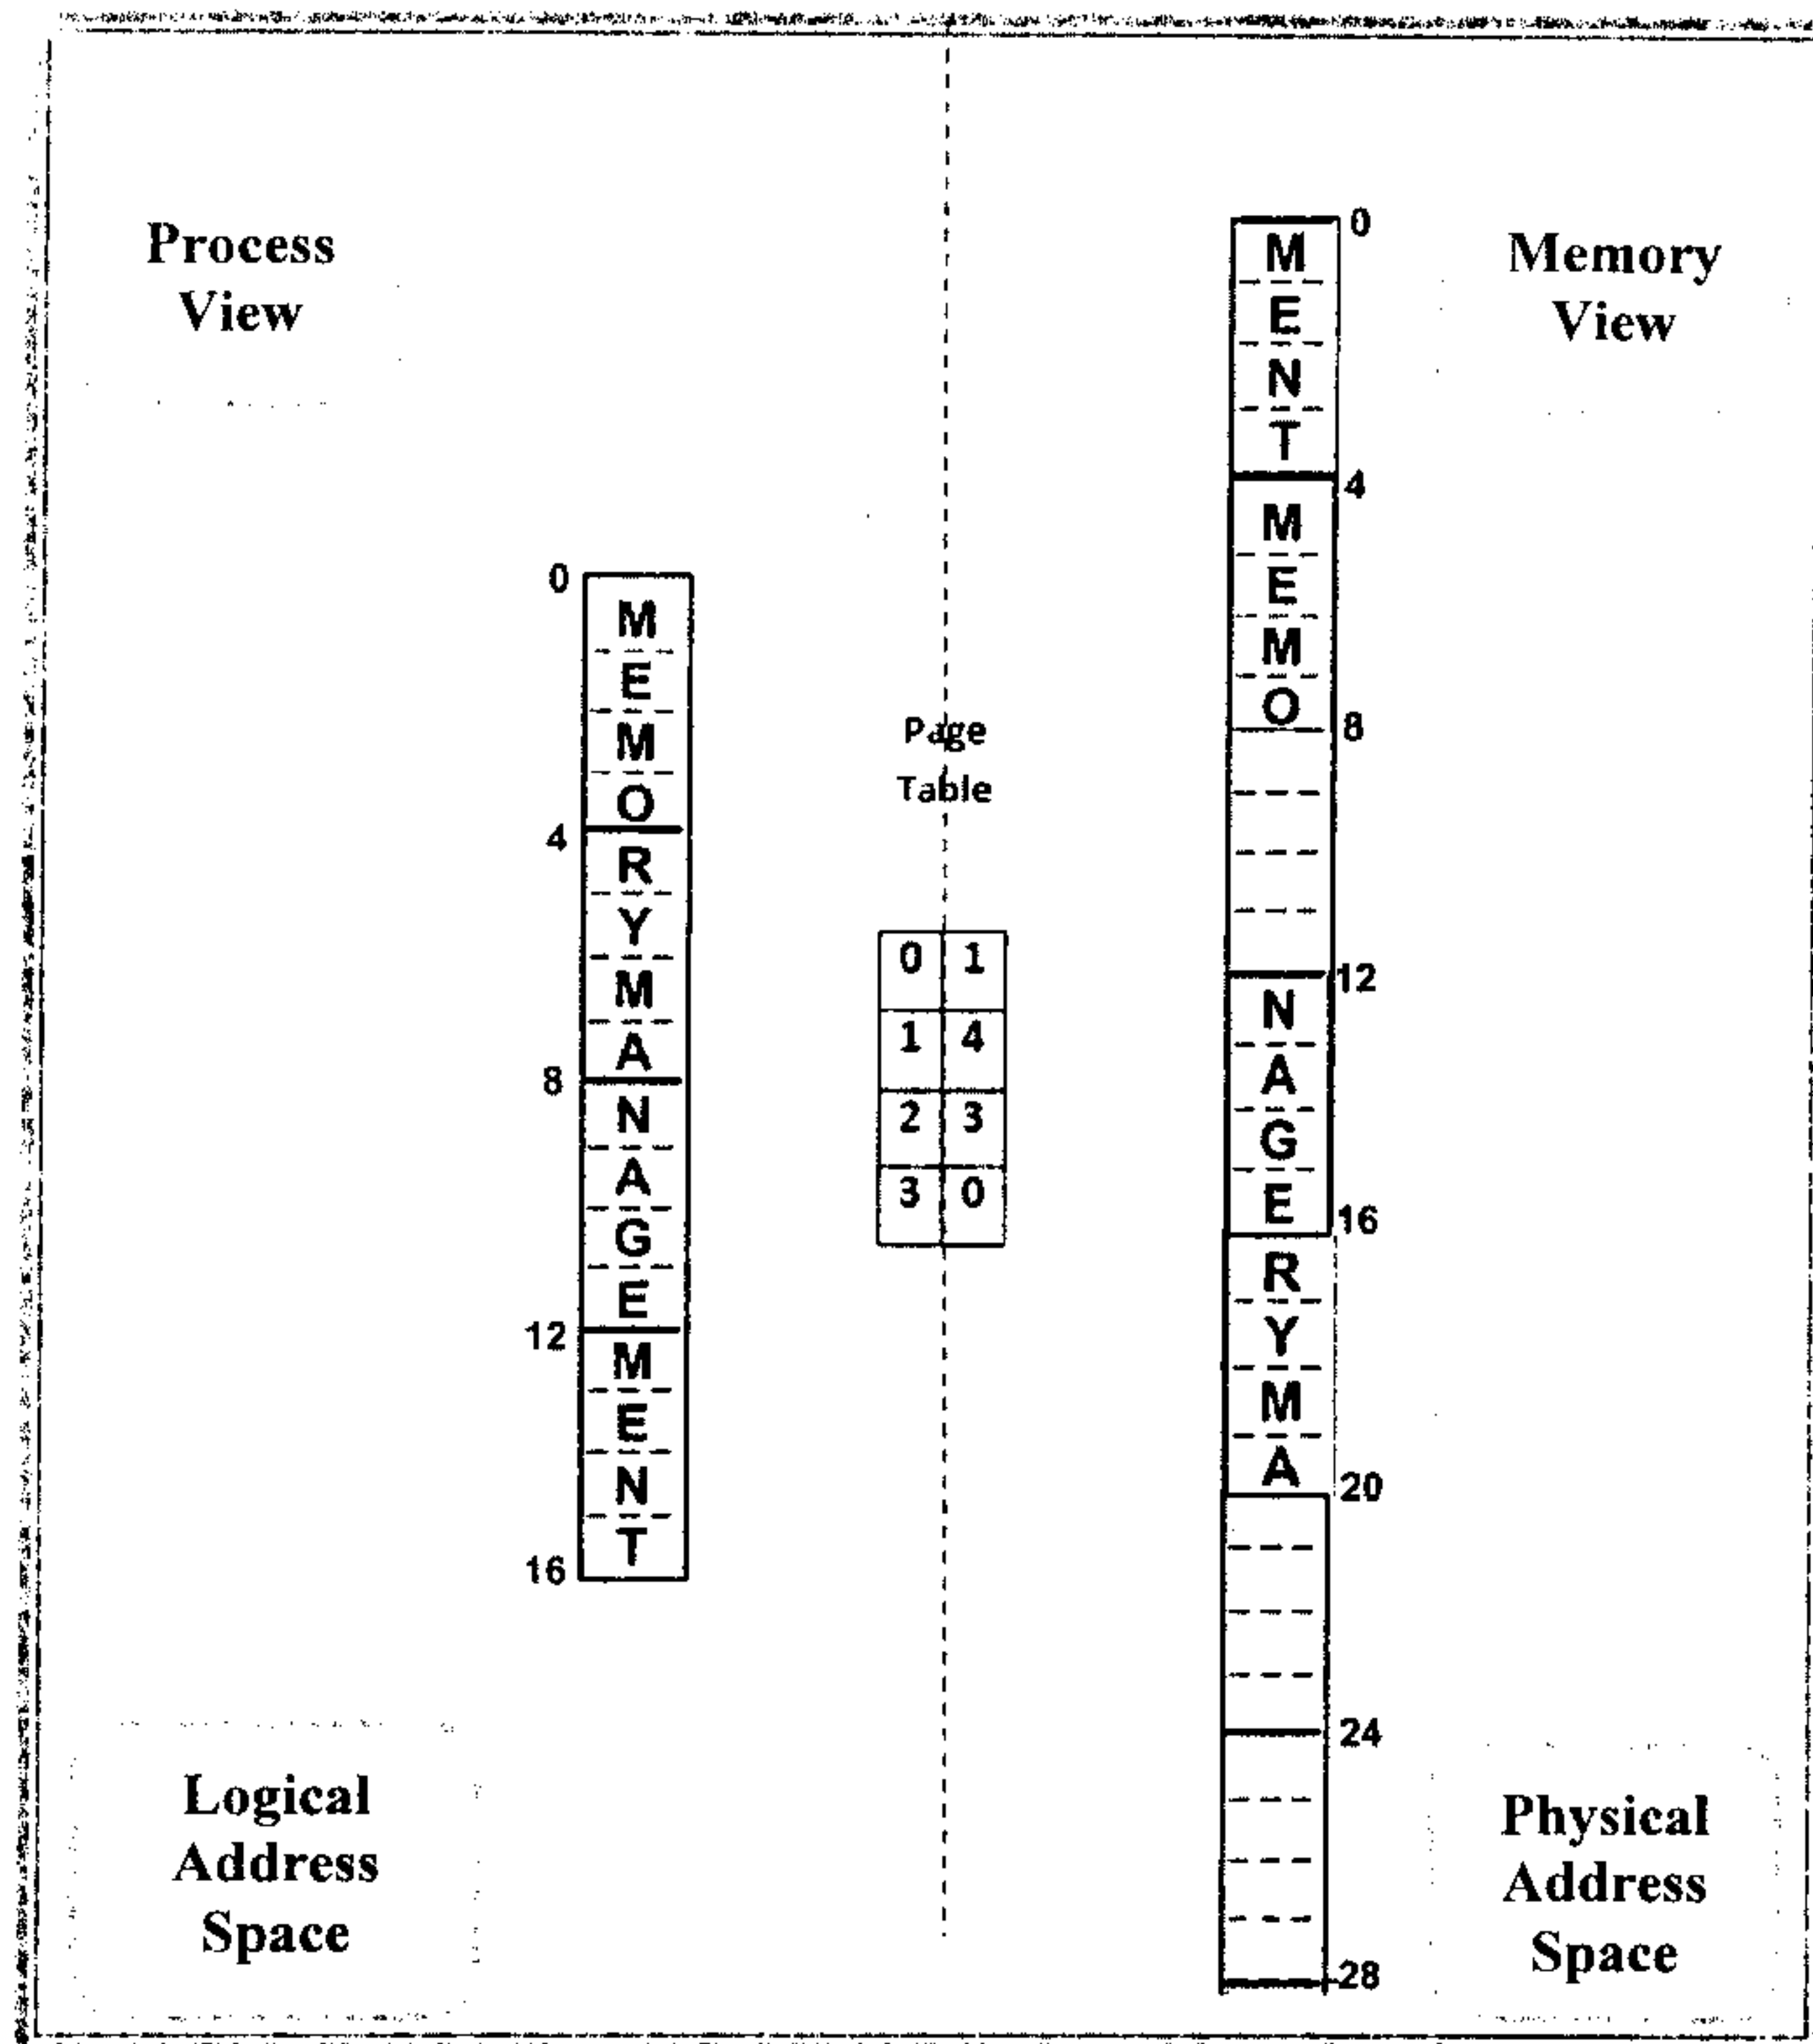 Process
View
Memory
View
0
M
E
M
O
4
R
Y
M
A
8
N
A
G
E
12
M
E
N
T
16
Page
Table
0 1
1 4
2 3
3 0
0
M
E
N
T
4
M
E
M
O
8
12
N
A
G
E
16
R
Y
M
A
20
24
28
Logical
Address
Space
Physical
Address
Space